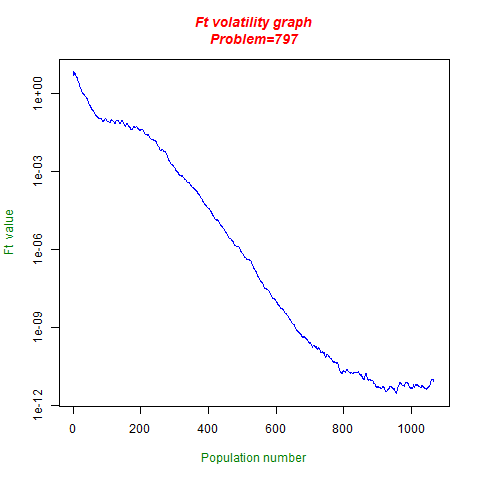 Ft volatility graph
Problem=797
1e+00
1e-03
1e-06
1e-09
1e-12
Ft value
0 200 400 600 800 1000
Population number